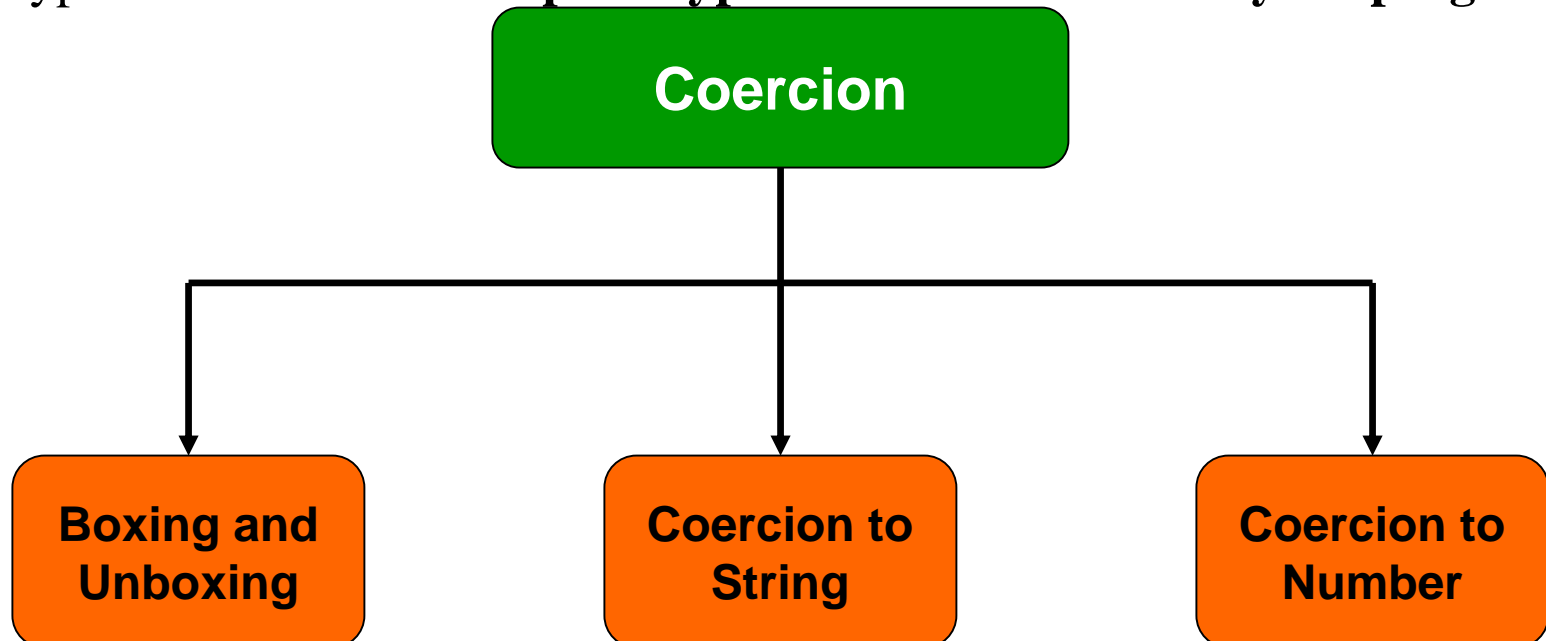 Coercion
Boxing and
Unboxing
Coercion to
String
Coercion to
Number